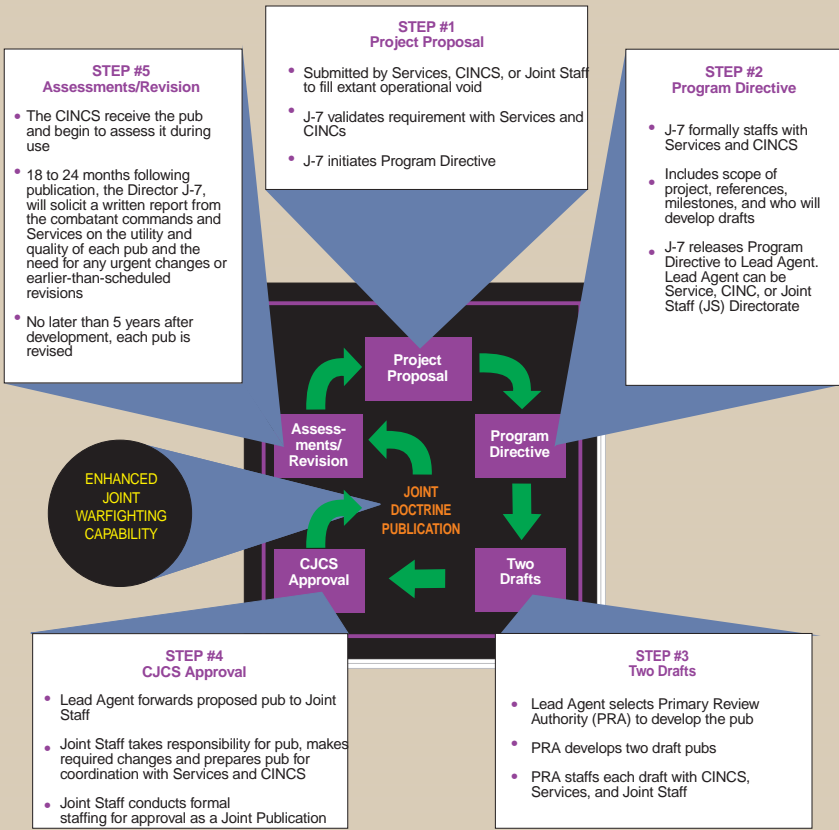 STEP #1
Project Proposal
• Submitted by Services, CINCS, or Joint Staff
to fill extant operational void
• J-7 validates requirement with Services and
CINCs
• J-7 initiates Program Directive
STEP #2
Program Directive
• J-7 formally staffs with
Services and CINCS
• Includes scope of
project, references,
milestones, and who will
develop drafts
• J-7 releases Program
Directive to Lead Agent.
Lead Agent can be
Service, CINC, or Joint
Staff (JS) Directorate
STEP #3
Two Drafts
• Lead Agent selects Primary Review
Authority (PRA) to develop the pub
• PRA develops two draft pubs
• PRA staffs each draft with CINCS,
Services, and Joint Staff
STEP #4
CJCS Approval
• Lead Agent forwards proposed pub to Joint
Staff
• Joint Staff takes responsibility for pub, makes
required changes and prepares pub for
coordination with Services and CINCS
• Joint Staff conducts formal
staffing for approval as a Joint Publication
STEP #5
Assessments/Revision
• The CINCS receive the pub
and begin to assess it during
use
• 18 to 24 months following
publication, the Director J-7,
will solicit a written report from
the combatant commands and
Services on the utility and
quality of each pub and the
need for any urgent changes or
earlier-than-scheduled
revisions
• No later than 5 years after
development, each pub is
revised
Project
Proposal
Program
Directive
Two
Drafts
CJCS
Approval
Assess-
ments/
Revision
JOINT
DOCTRINE
PUBLICATION
ENHANCED
JOINT
WARFIGHTING
CAPABILITY